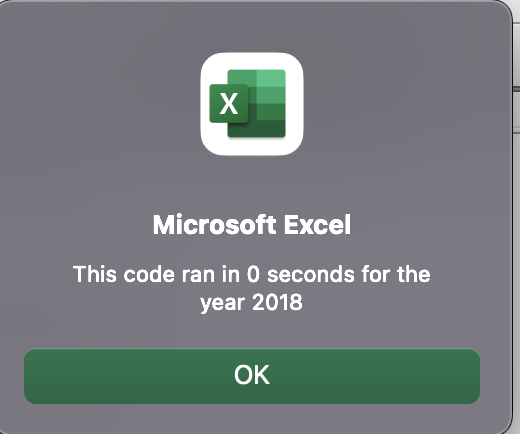 X
Microsoft Excel
This code ran in 0 seconds for the
year 2018
OK